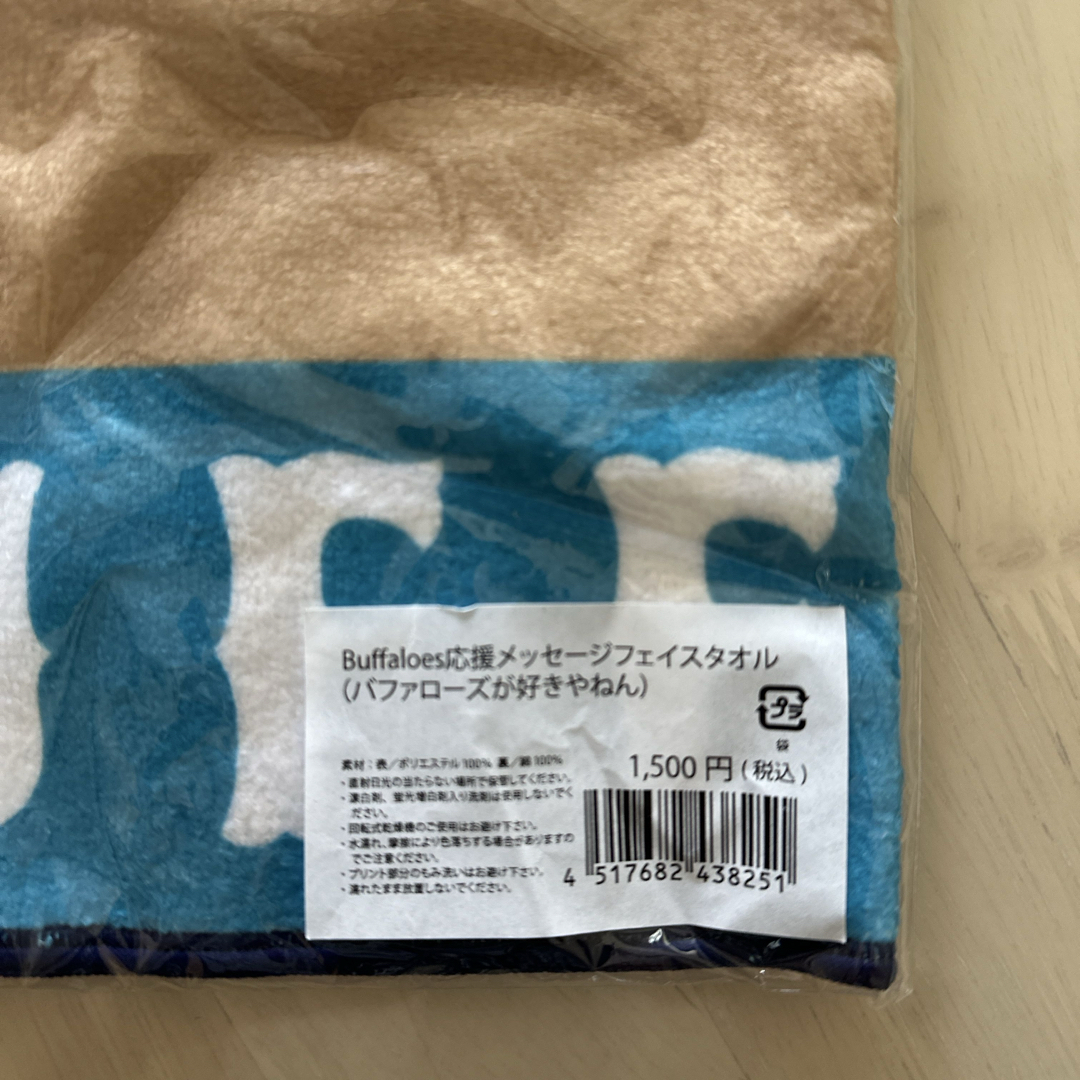 FF
Buffaloes応援メッセージフェイスタオル
(バファローズが好きやねん)
プラ
袋
素材：表／ポリエステル100% 裏／綿100%
・直射日光の当たらない場所で保管してください。
・漂白剤、蛍光増白剤入り洗剤は使用しないでく
ださい。
・回転式乾燥機のご使用はお避け下さい。
・水濡れ、摩擦により色落ちする場合がありますの
でご注意ください。
・プリント部分のもみ洗いはお避け下さい。
・濡れたまま放置しないでください。
1,500 円 (税込)
4 517682 438251